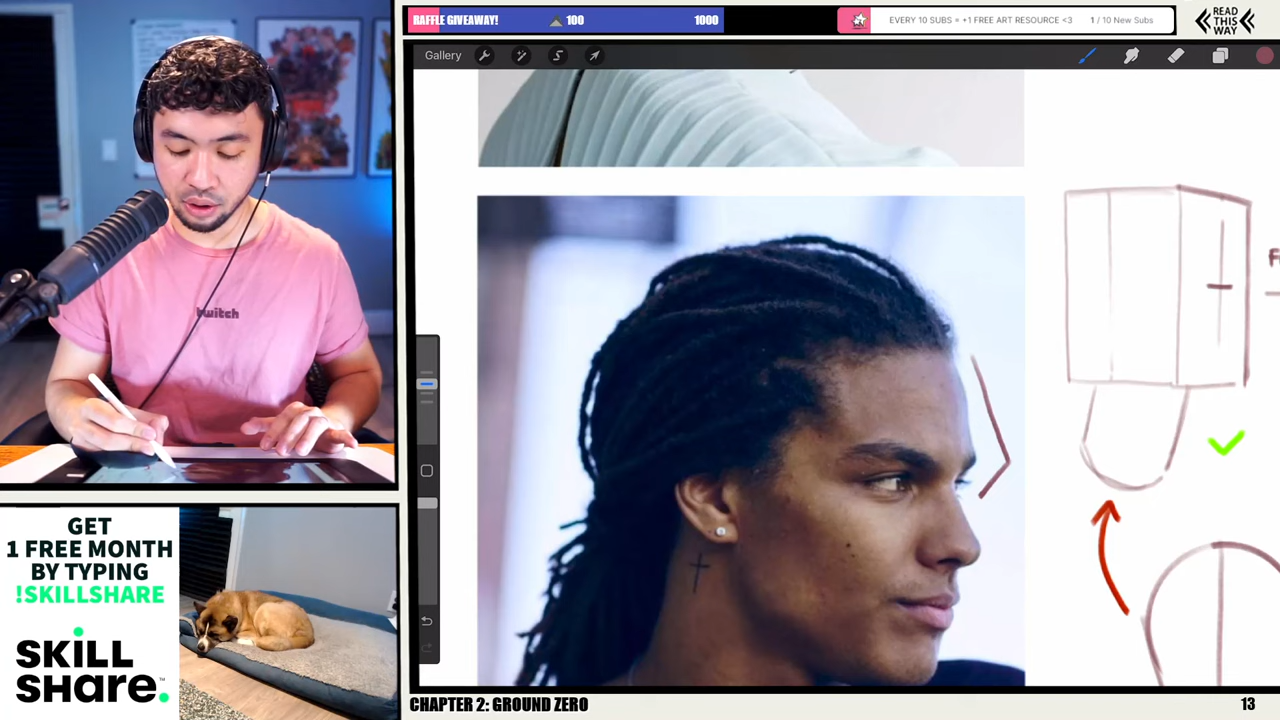 RAFFLE GIVEAWAY!
100
1000
EVERY 10 SUBS = +1 FREE ART RESOURCE <3
1 / 10 New Subs
READ
THIS
WAY
Gallery
twitch
GET
1 FREE MONTH
BY TYPING
!SKILLSHARE
SKILL
SHARE.
CHAPTER 2: GROUND ZERO
13